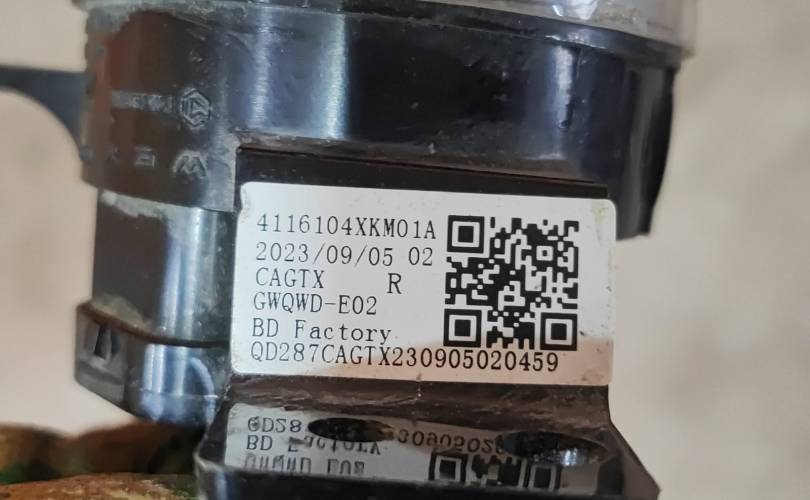 4116104XKM01A
2023/09/05 02
CAGTX R
GWQWD-E02
BD Factory
QD287CAGTX230905020459